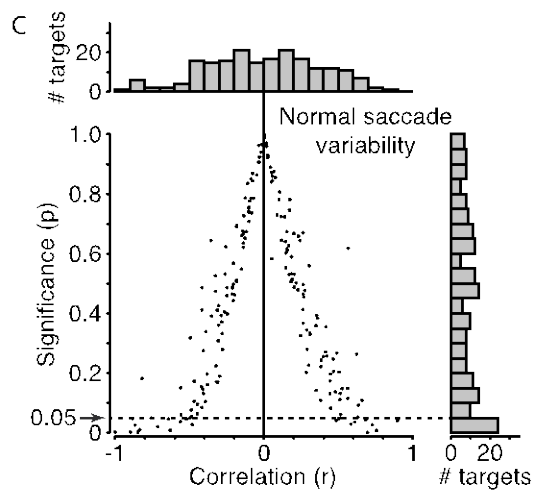 C
# targets
20
0
Normal saccade
variability
Significance (p)
1.0
0.8
0.6
0.4
0.2
0.05
0
-1
0
1
Correlation (r)
0
20
# targets